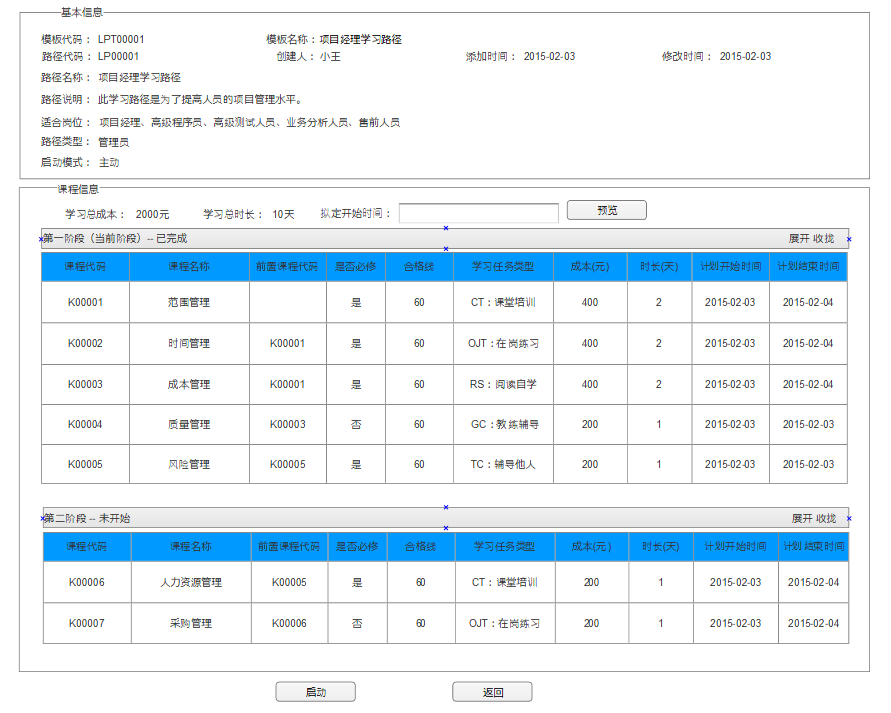 基本信息
模板代码： LPT00001 模板名称：项目经理学习路径
路径代码： LP00001 创建人：小王 添加时间： 2015-02-03 修改时间： 2015-02-03
路径名称： 项目经理学习路径
路径说明： 此学习路径是为了提高人员的项目管理水平。
适合岗位： 项目经理、高级程序员、高级测试人员、业务分析人员、售前人员
路径类型： 管理员
启动模式： 主动
课程信息
学习总成本： 2000元 学习总时长： 10天 拟定开始时间： 预览
第一阶段（当前阶段）-- 已完成 展开 收拢
课程代码 课程名称 前置课程代码 是否必修 合格线 学习任务类型 成本(元) 时长(天) 计划开始时间 计划结束时间
K00001 范围管理 是 60 CT：课堂培训 400 2 2015-02-03 2015-02-04
K00002 时间管理 K00001 是 60 OJT：在岗练习 400 2 2015-02-03 2015-02-04
K00003 成本管理 K00001 是 60 RS：阅读自学 400 2 2015-02-03 2015-02-04
K00004 质量管理 K00003 否 60 GC：教练辅导 200 1 2015-02-03 2015-02-03
K00005 风险管理 K00005 是 60 TC：辅导他人 200 1 2015-02-03 2015-02-03
第二阶段 -- 未开始 展开 收拢
课程代码 课程名称 前置课程代码 是否必修 合格线 学习任务类型 成本(元) 时长(天) 计划开始时间 计划结束时间
K00006 人力资源管理 K00005 是 60 CT：课堂培训 200 1 2015-02-03 2015-02-04
K00007 采购管理 K00006 否 60 OJT：在岗练习 200 1 2015-02-03 2015-02-04
启动 返回